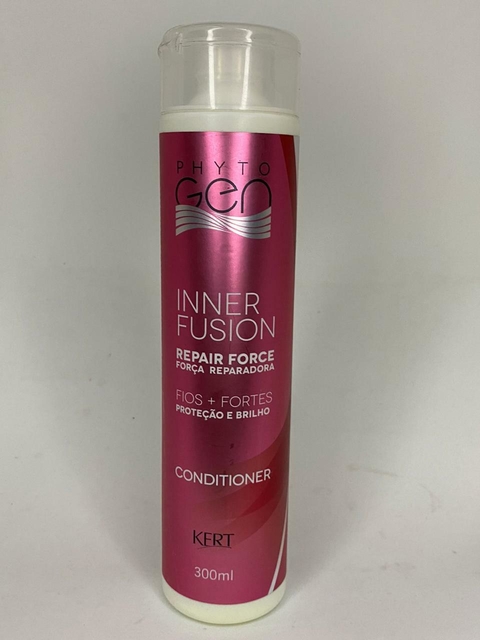 PHYTO
Gen
INNER
FUSION
REPAIR FORCE
FORÇA REPARADORA
FIOS + FORTES
PROTEÇÃO E BRILHO
CONDITIONER
KERT
300ml